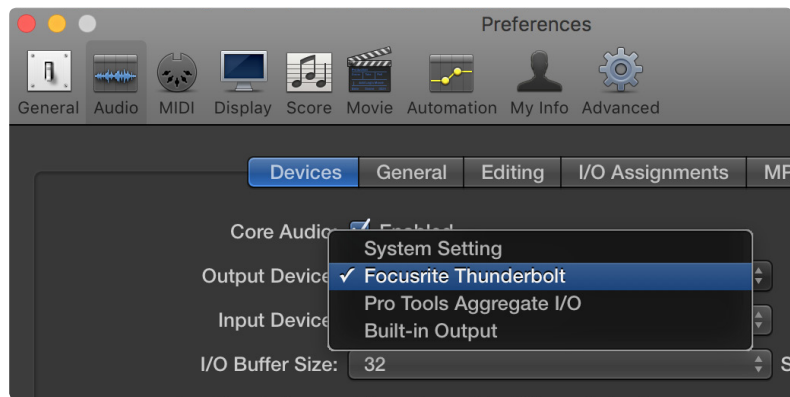 Preferences
General Audio MIDI Display Score Movie Automation My Info Advanced
Devices General Editing I/O Assignments
Core Audio: Enabled
System Setting
Output Device ✓ Focusrite Thunderbolt
Pro Tools Aggregate I/O
Input Device
Built-in Output
I/O Buffer Size: 32